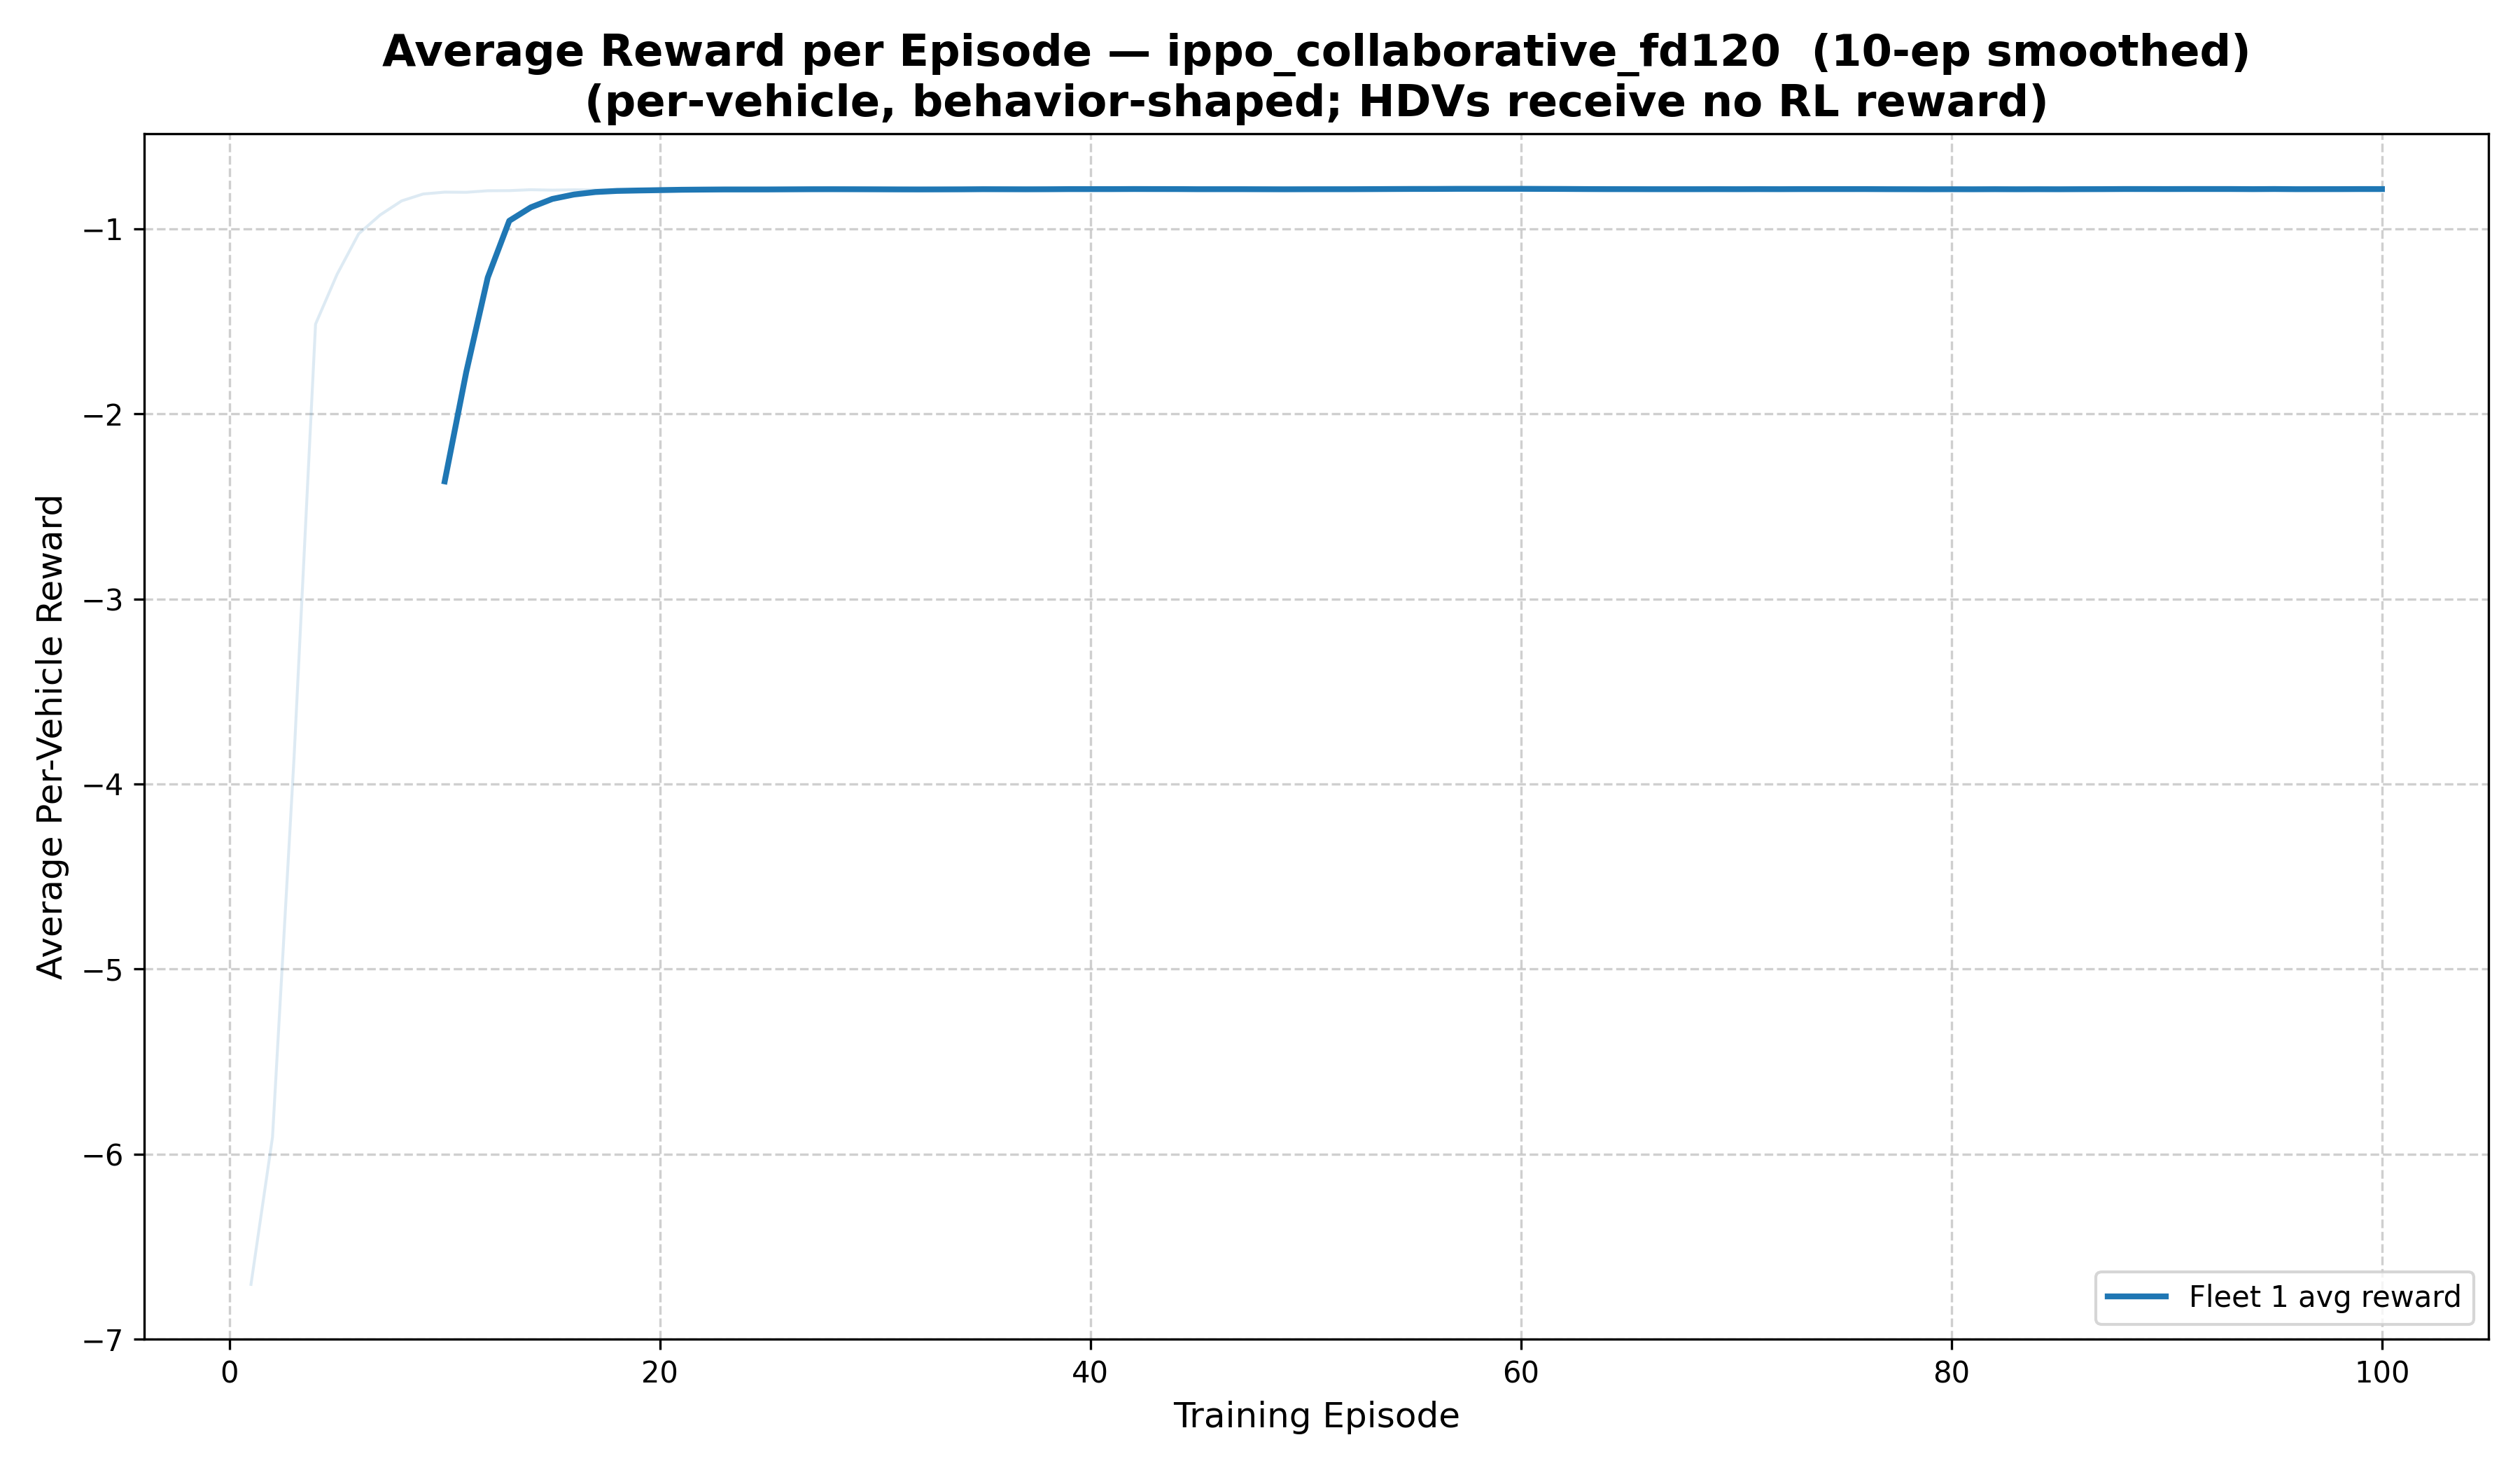 Average Reward per Episode — ippo_collaborative_fd120  (10-ep smoothed)
(per-vehicle, behavior-shaped; HDVs receive no RL reward)
Average Per-Vehicle Reward
−1
−2
−3
−4
−5
−6
−7
0
20
40
60
80
100
Training Episode
Fleet 1 avg reward